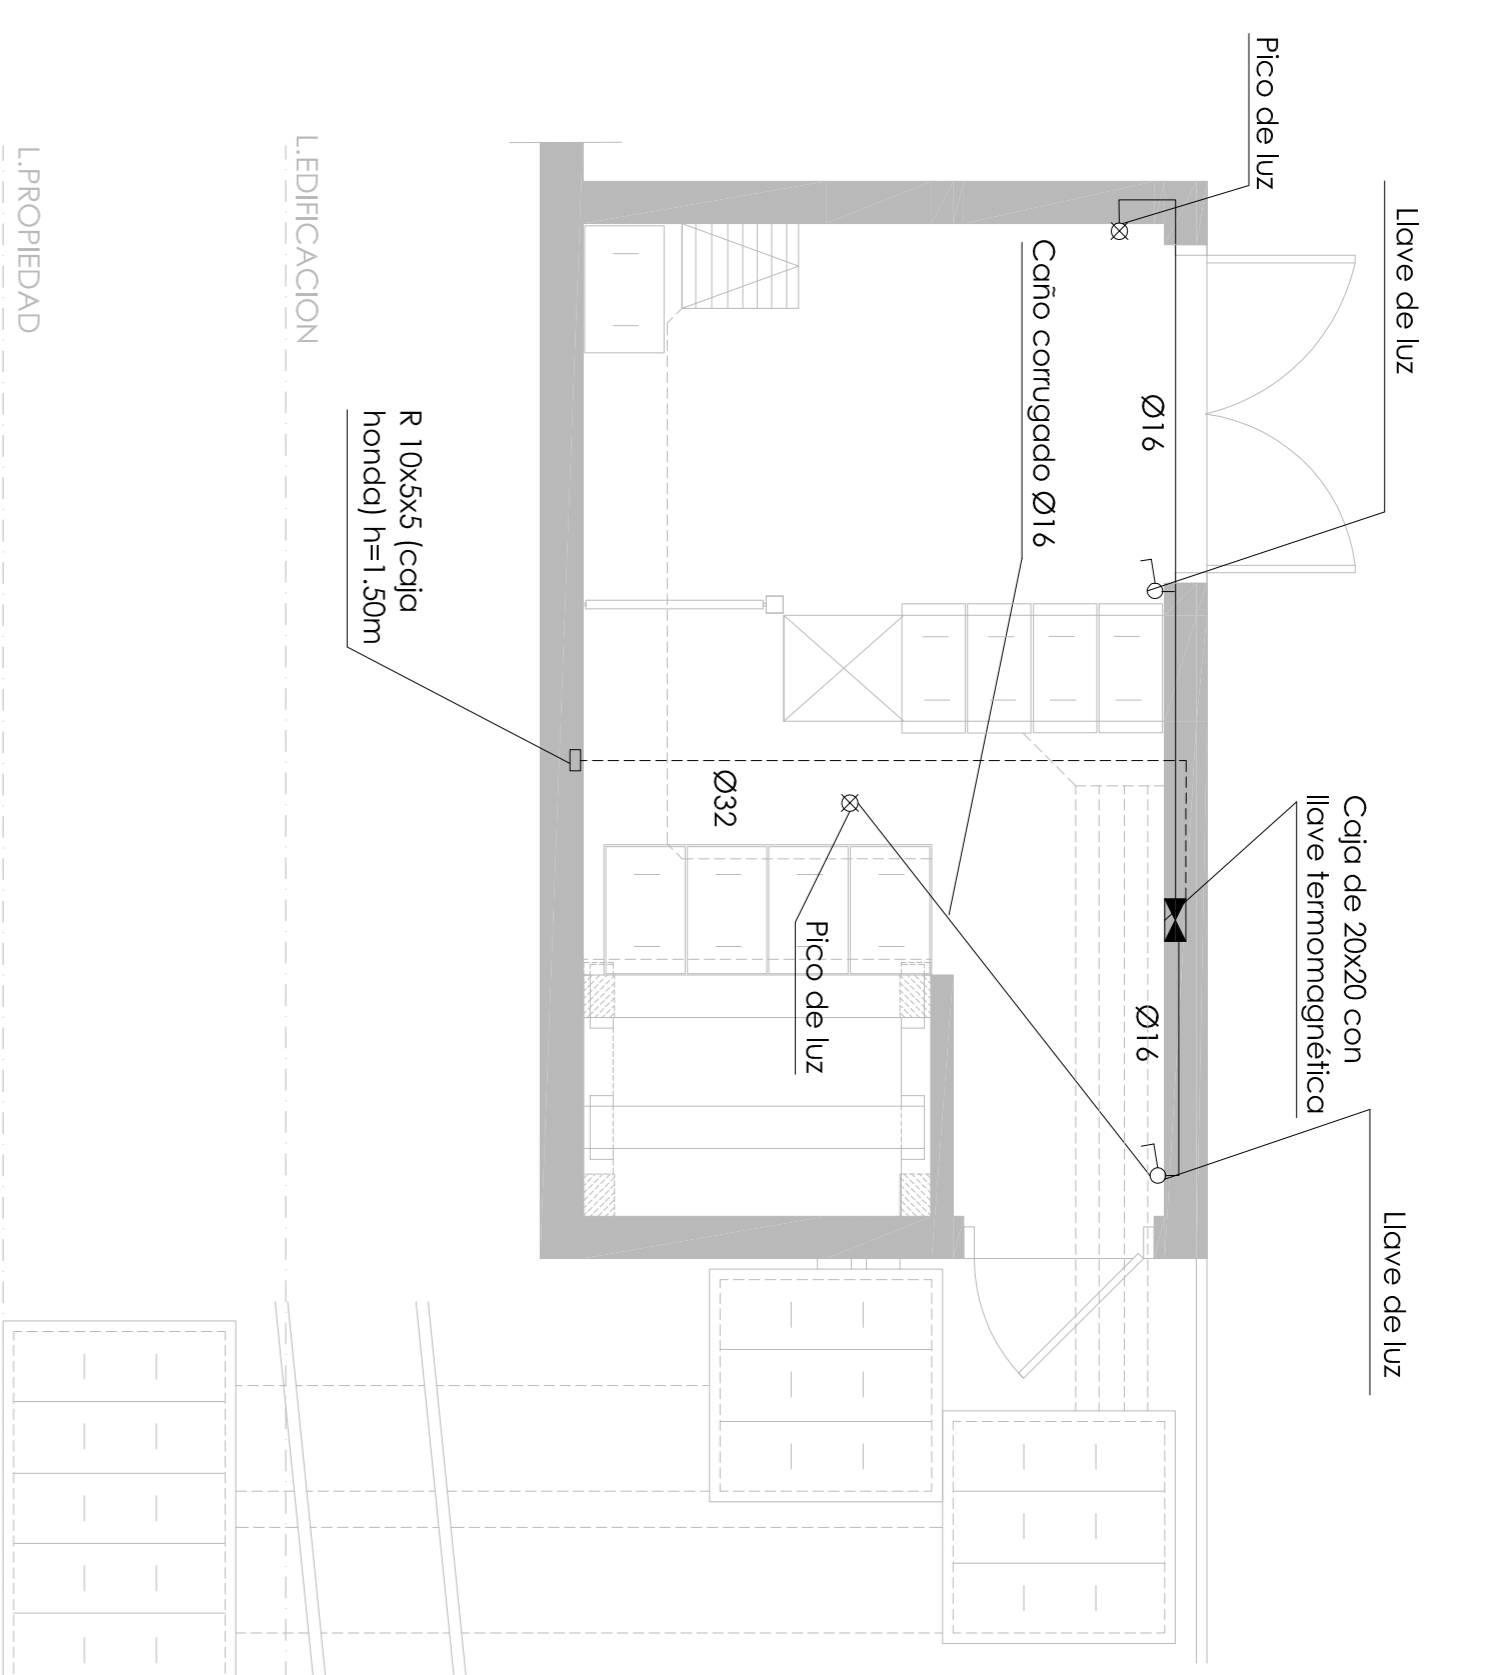 Llave de luz
Llave de luz
Caja de 20x20 con
llave termomagnética
Pico de luz
Ø16
Ø16
Caño corrugado Ø16
Pico de luz
Ø32
R 10x5x5 (caja
honda) h=1.50m
L.EDIFICACION
L.PROPIEDAD